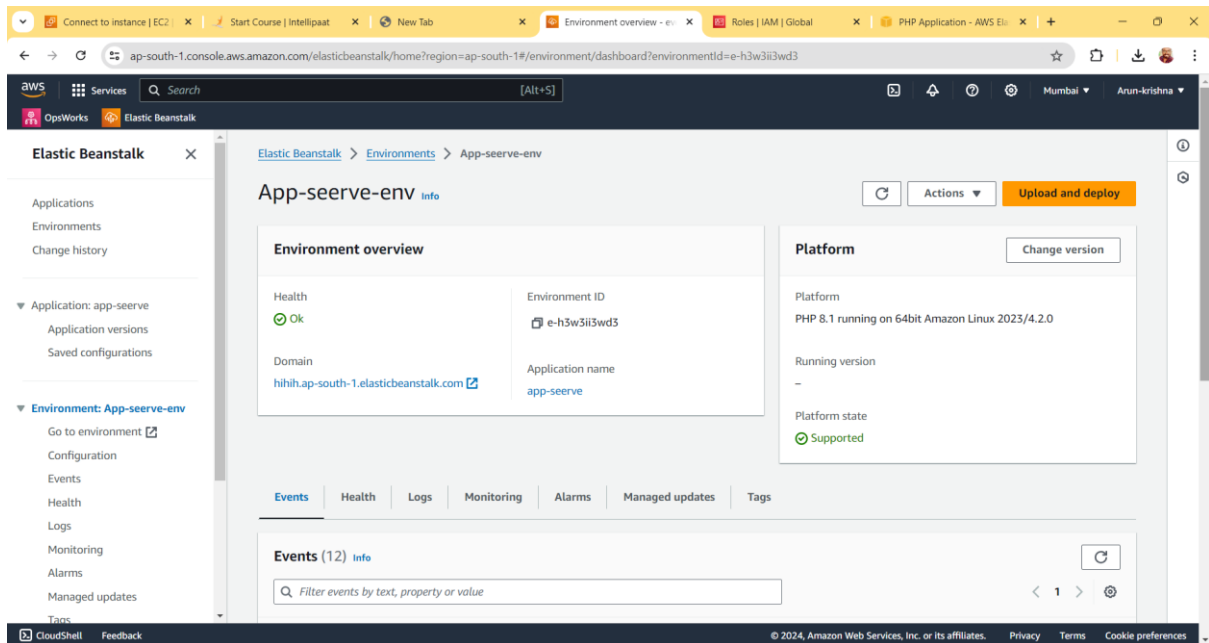 Connect to instance | EC2 |
Start Course | Intellipaat
New Tab
Environment overview - ev
Roles | IAM | Global
PHP Application - AWS Ela
ap-south-1.console.aws.amazon.com/elasticbeanstalk/home?region=ap-south-1#/environment/dashboard?environmentId=e-h3w3ii3wd3
aws
Services
Search
[Alt+S]
Mumbai
Arun-krishna
OpsWorks
Elastic Beanstalk
Elastic Beanstalk
Applications
Environments
Change history
Application: app-seerve
Application versions
Saved configurations
Environment: App-seerve-env
Go to environment
Configuration
Events
Health
Logs
Monitoring
Alarms
Managed updates
Tags
Elastic Beanstalk > Environments > App-seerve-env
App-seerve-env Info
Actions
Upload and deploy
Environment overview
Health
Ok
Domain
hihih.ap-south-1.elasticbeanstalk.com
Environment ID
e-h3w3ii3wd3
Application name
app-seerve
Platform
Change version
Platform
PHP 8.1 running on 64bit Amazon Linux 2023/4.2.0
Running version
–
Platform state
Supported
Events
Health
Logs
Monitoring
Alarms
Managed updates
Tags
Events (12) Info
Filter events by text, property or value
1
CloudShell
Feedback
© 2024, Amazon Web Services, Inc. or its affiliates.
Privacy
Terms
Cookie preferences